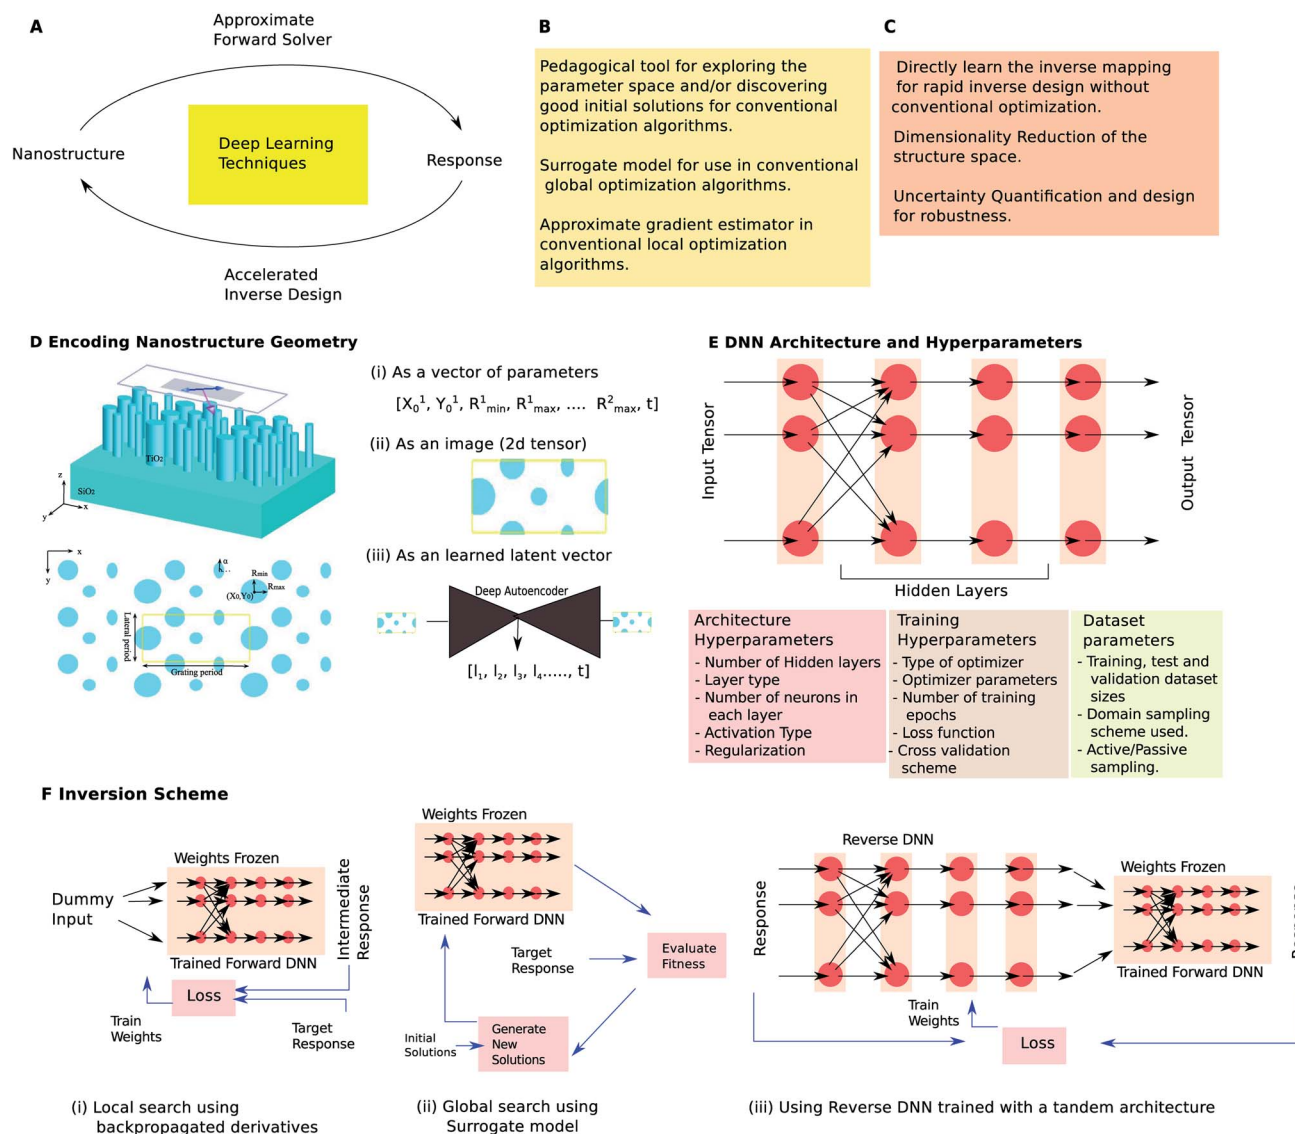 A
Approximate
Forward Solver
Nanostructure
Deep Learning
Techniques
Response
Accelerated
Inverse Design
B
Pedagogical tool for exploring the
parameter space and/or discovering
good initial solutions for conventional
optimization algorithms.
Surrogate model for use in conventional
global optimization algorithms.
Approximate gradient estimator in
conventional local optimization
algorithms.
C
Directly learn the inverse mapping
for rapid inverse design without
conventional optimization.
Dimensionality Reduction of the
structure space.
Uncertainty Quantification and design
for robustness.
D Encoding Nanostructure Geometry
TiO₂
SiO₂
z
x
y
x
y
α
Rmin
Rmax
(X₀,Y₀)
Lateral period
Grating period
(i) As a vector of parameters
[X₀¹, Y₀¹, R¹min, R¹max, .... R²max, t]
(ii) As an image (2d tensor)
(iii) As an learned latent vector
Deep Autoencoder
[l₁, l₂, l₃, l₄....., t]
E DNN Architecture and Hyperparameters
Input Tensor
Output Tensor
Hidden Layers
Architecture
Hyperparameters
- Number of Hidden layers
- Layer type
- Number of neurons in
each layer
- Activation Type
- Regularization
Training
Hyperparameters
- Type of optimizer
- Optimizer parameters
- Number of training
epochs
- Loss function
- Cross validation
scheme
Dataset
parameters
- Training, test and
validation dataset
sizes
- Domain sampling
scheme used.
- Active/Passive
sampling.
F Inversion Scheme
Weights Frozen
Dummy
Input
Trained Forward DNN
Intermediate
Response
Loss
Train
Weights
Target
Response
(i) Local search using
backpropagated derivatives
Weights Frozen
Trained Forward DNN
Target
Response
Evaluate
Fitness
Initial
Solutions
Generate
New
Solutions
(ii) Global search using
Surrogate model
Reverse DNN
Response
Weights Frozen
Trained Forward DNN
Train
Weights
Loss
(iii) Using Reverse DNN trained with a tandem architecture